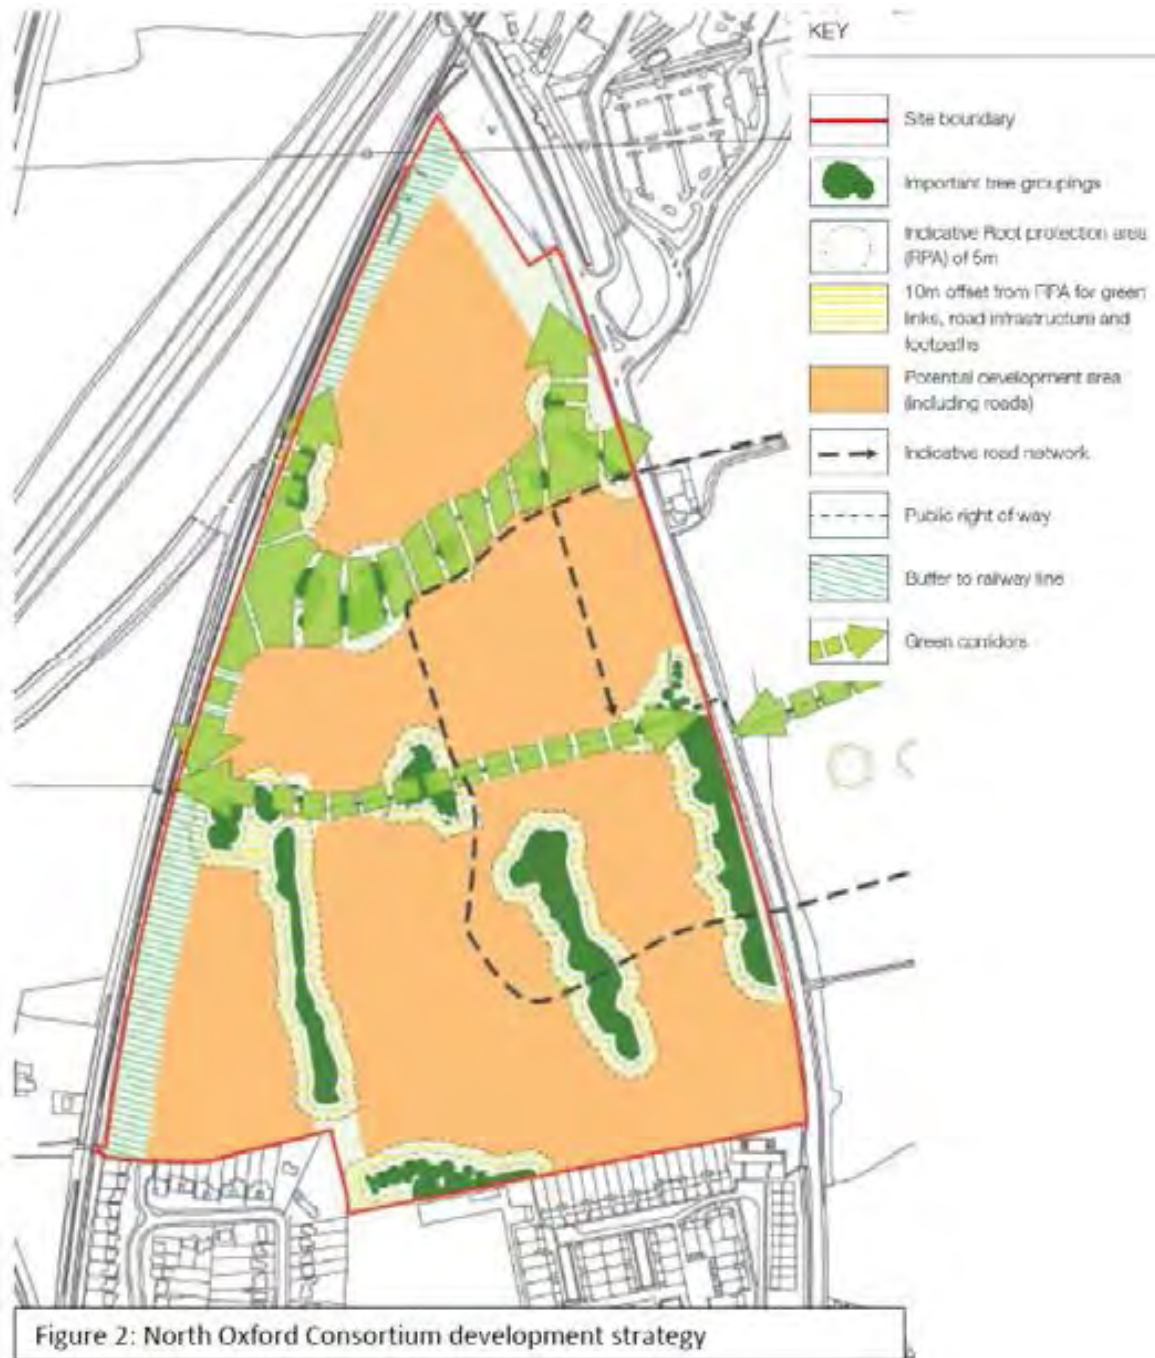 KEY
Site boundary
Important tree groupings
Indicative Root protection area
(RPA) of 5m
10m offset from RPA for green
links, road infrastructure and
footpaths
Potential development area
(including roads)
Indicative road network
Public right of way
Buffer to railway line
Green corridors
Figure 2: North Oxford Consortium development strategy